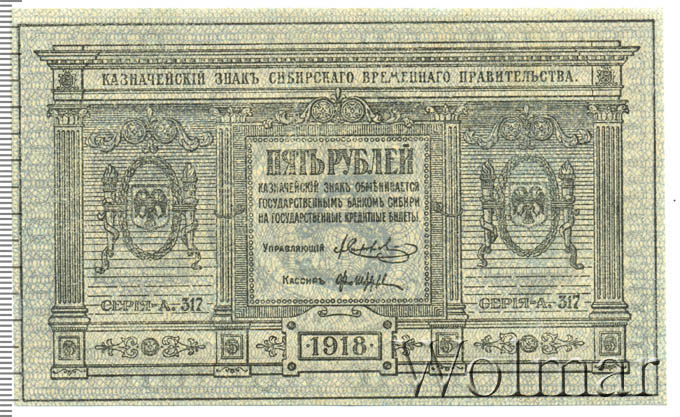 КАЗНАЧЕЙСКІЙ ЗНАКЪ СИБИРСКАГО ВРЕМЕННАГО ПРАВИТЕЛЬСТВА.
ПЯТЬ РУБЛЕЙ
КАЗНАЧЕЙСКІЙ ЗНАКЪ ОБМѢНИВАЕТСЯ
ГОСУДАРСТВЕННЫМЪ БАНКОМЪ СИБИРИ
НА ГОСУДАРСТВЕННЫЕ КРЕДИТНЫЕ БИЛЕТЫ.
УПРАВЛЯЮЩІЙ
КАССИРЪ
СЕРІЯ-А. 317
СЕРІЯ-А. 317
5
5
5
5
·1918·
Wolmar